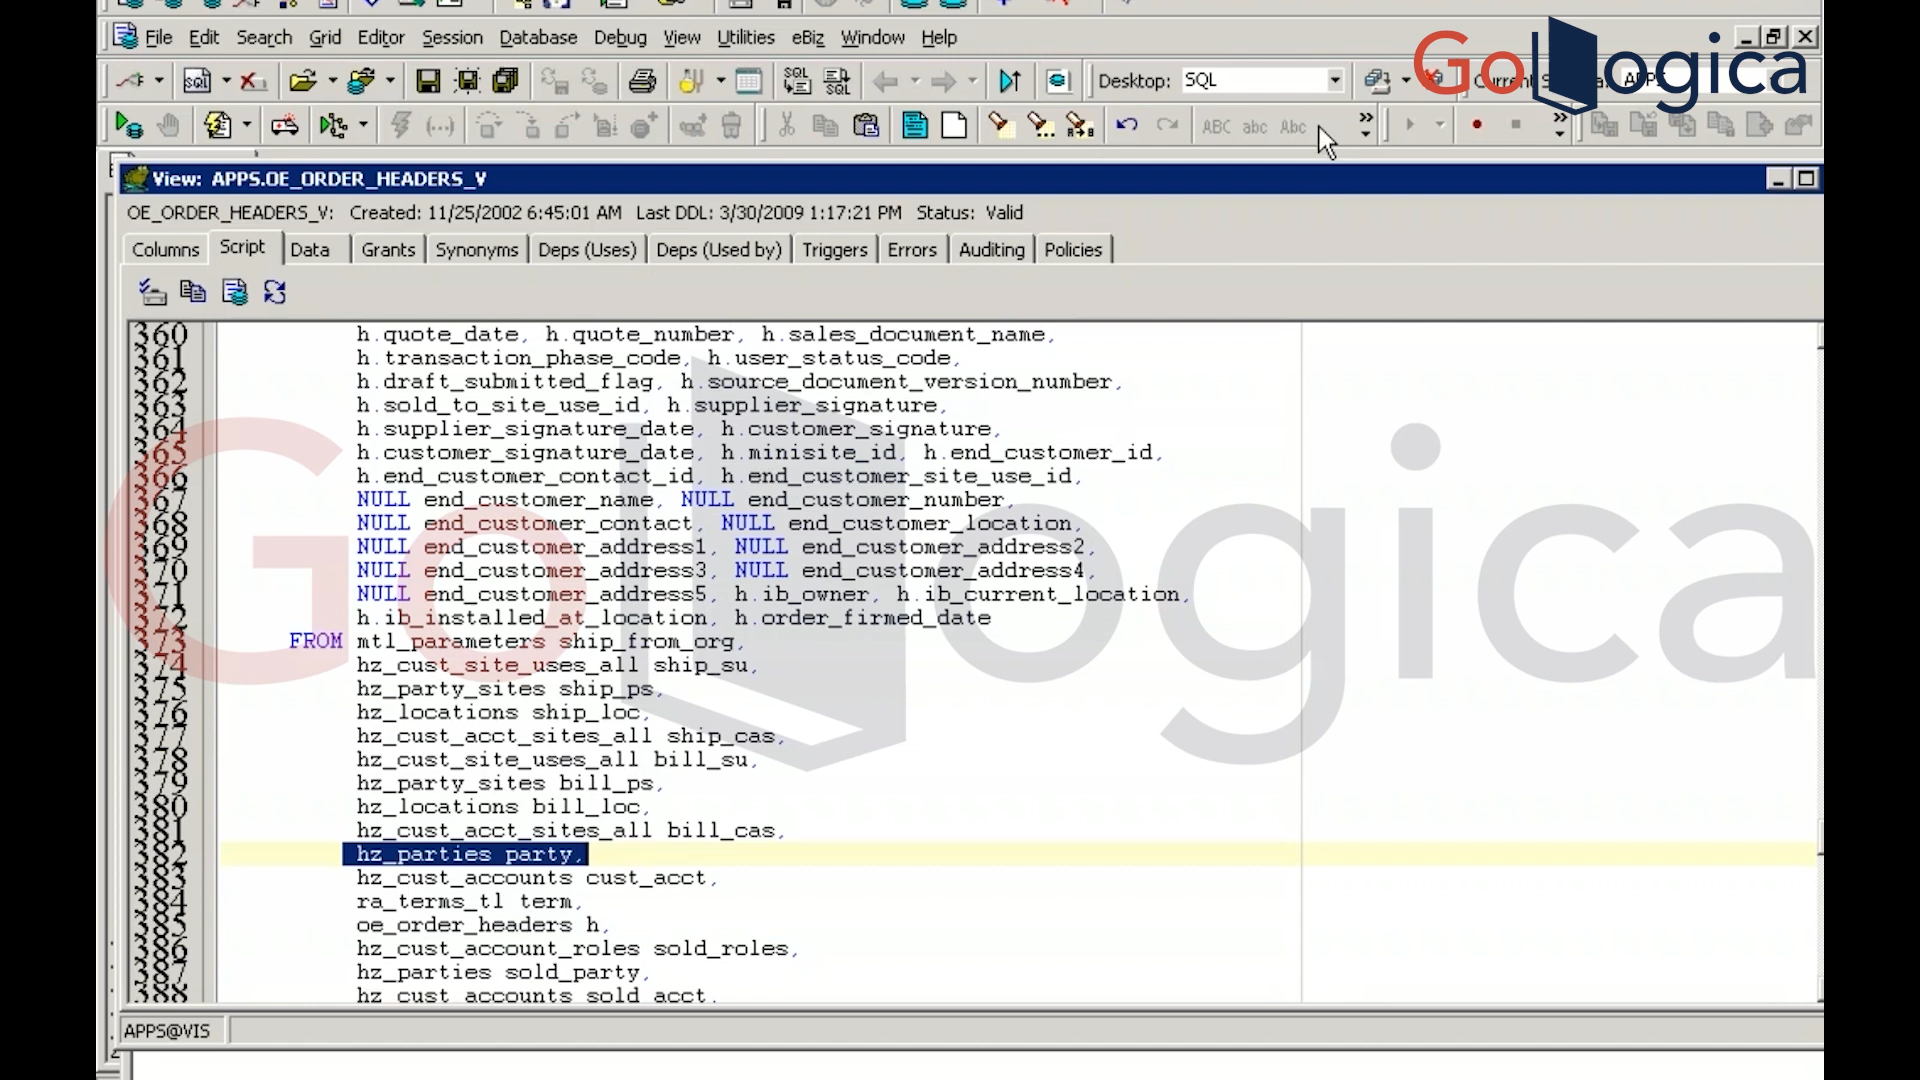 File Edit Search Grid Editor Session Database Debug View Utilities eBiz Window Help
GoLogica
SQL SQL SQL Desktop: SQL APPS
ABC abc Abc
View: APPS.OE_ORDER_HEADERS_V
OE_ORDER_HEADERS_V: Created: 11/25/2002 6:45:01 AM Last DDL: 3/30/2009 1:17:21 PM Status: Valid
Columns Script Data Grants Synonyms Deps (Uses) Deps (Used by) Triggers Errors Auditing Policies
360 h.quote_date, h.quote_number, h.sales_document_name,
361 h.transaction_phase_code, h.user_status_code,
362 h.draft_submitted_flag, h.source_document_version_number,
363 h.sold_to_site_use_id, h.supplier_signature,
364 h.supplier_signature_date, h.customer_signature,
365 h.customer_signature_date, h.minisite_id, h.end_customer_id,
366 h.end_customer_contact_id, h.end_customer_site_use_id,
367 NULL end_customer_name, NULL end_customer_number,
368 NULL end_customer_contact, NULL end_customer_location,
369 NULL end_customer_address1, NULL end_customer_address2,
370 NULL end_customer_address3, NULL end_customer_address4,
371 NULL end_customer_address5, h.ib_owner, h.ib_current_location,
372 h.ib_installed_at_location, h.order_firmed_date
373 FROM mtl_parameters ship_from_org,
374 hz_cust_site_uses_all ship_su,
375 hz_party_sites ship_ps,
376 hz_locations ship_loc,
377 hz_cust_acct_sites_all ship_cas,
378 hz_cust_site_uses_all bill_su,
379 hz_party_sites bill_ps,
380 hz_locations bill_loc,
381 hz_cust_acct_sites_all bill_cas,
382 hz_parties party,
383 hz_cust_accounts cust_acct,
384 ra_terms_tl term,
385 oe_order_headers h,
386 hz_cust_account_roles sold_roles,
387 hz_parties sold_party,
388 hz_cust_accounts sold_acct,
GoLogica
APPS@VIS